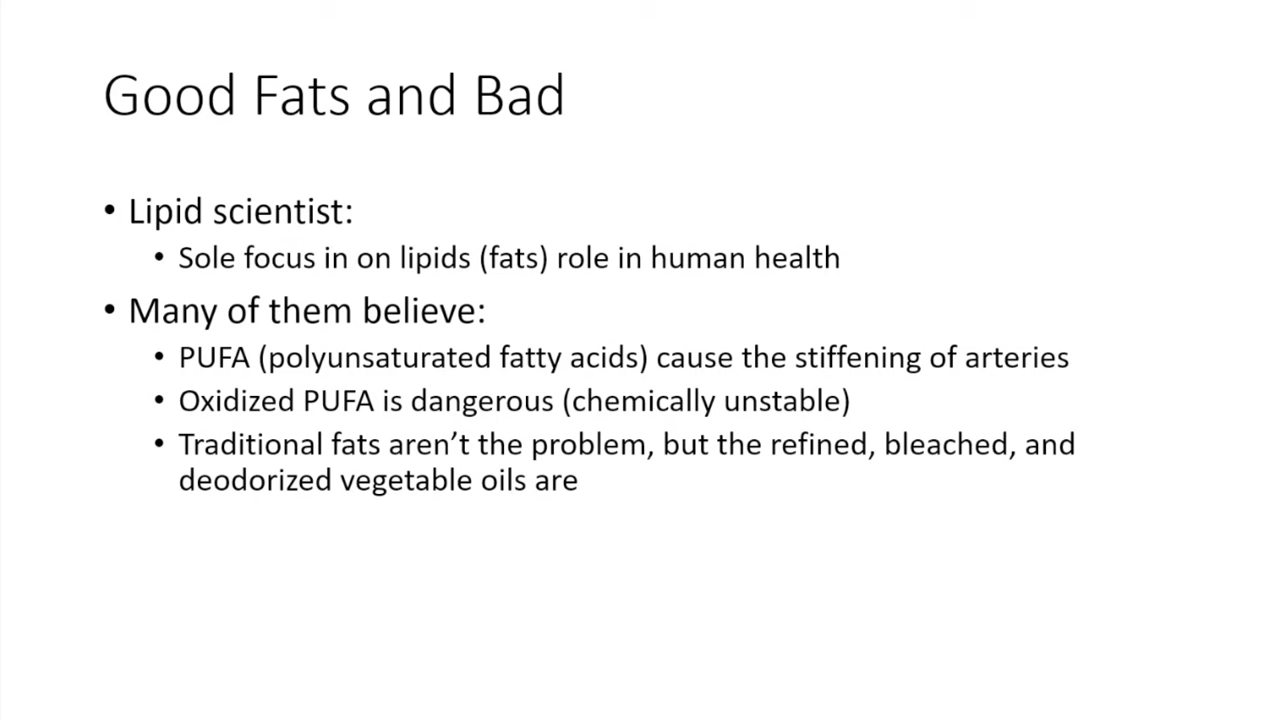 Good Fats and Bad
• Lipid scientist:
• Sole focus in on lipids (fats) role in human health
• Many of them believe:
• PUFA (polyunsaturated fatty acids) cause the stiffening of arteries
• Oxidized PUFA is dangerous (chemically unstable)
• Traditional fats aren’t the problem, but the refined, bleached, and
deodorized vegetable oils are